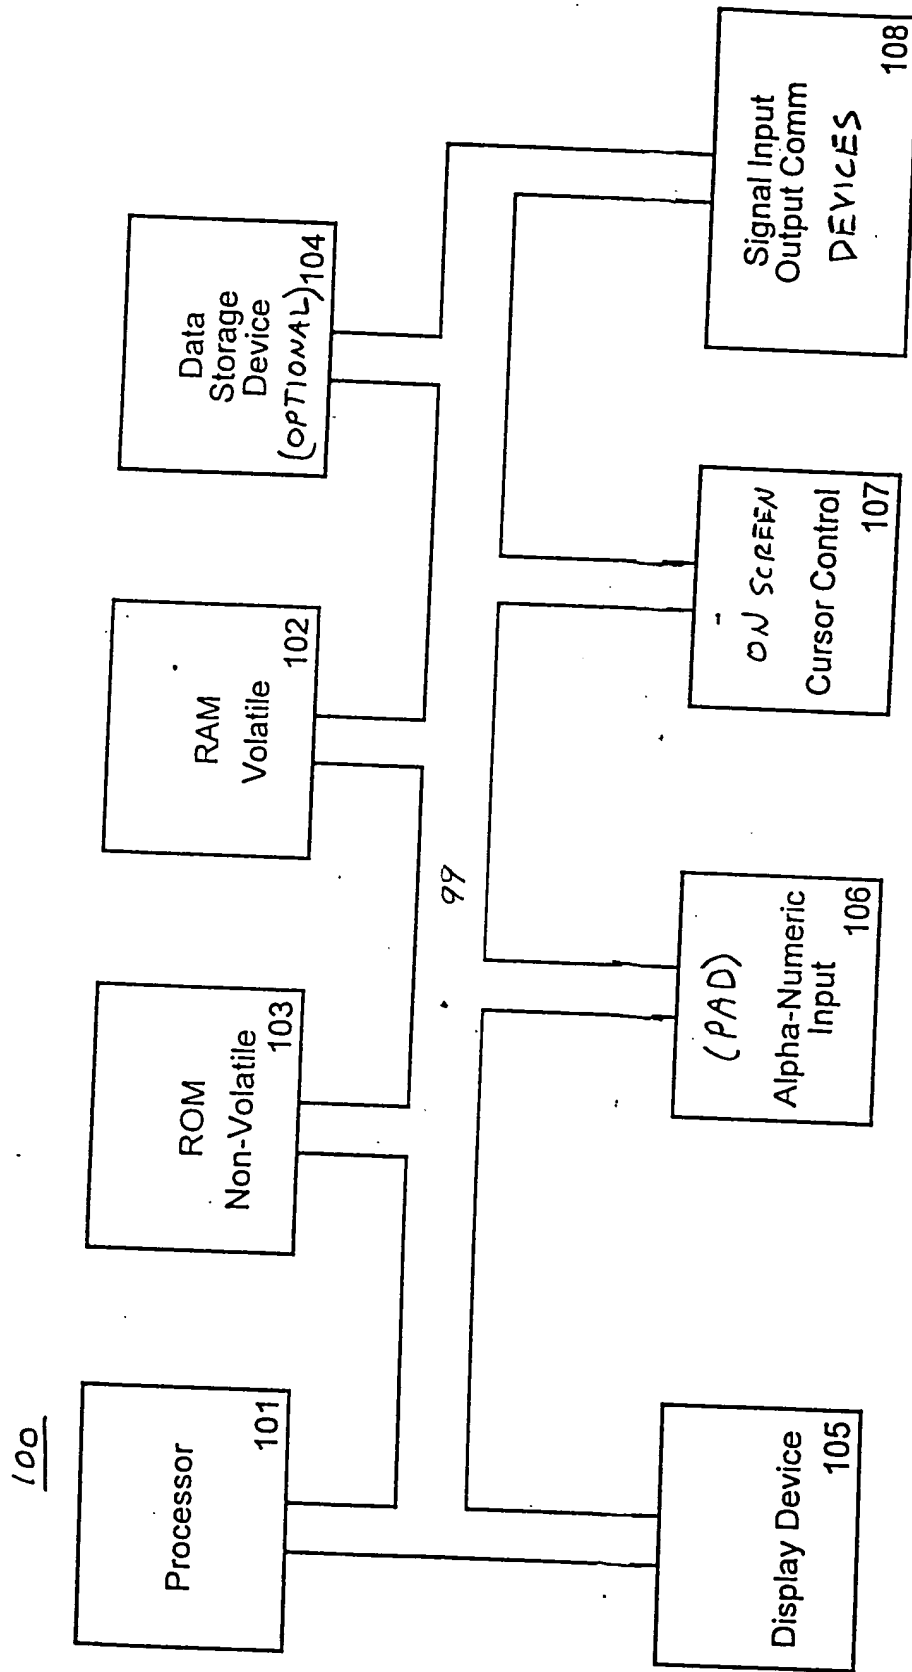 100
Processor
101
ROM
Non-Volatile
103
RAM
Volatile
102
Data
Storage
Device
(OPTIONAL)
104
99
Display Device
105
(PAD)
Alpha-Numeric
Input
106
ON SCREEN
Cursor Control
107
Signal Input
Output Comm
DEVICES
108